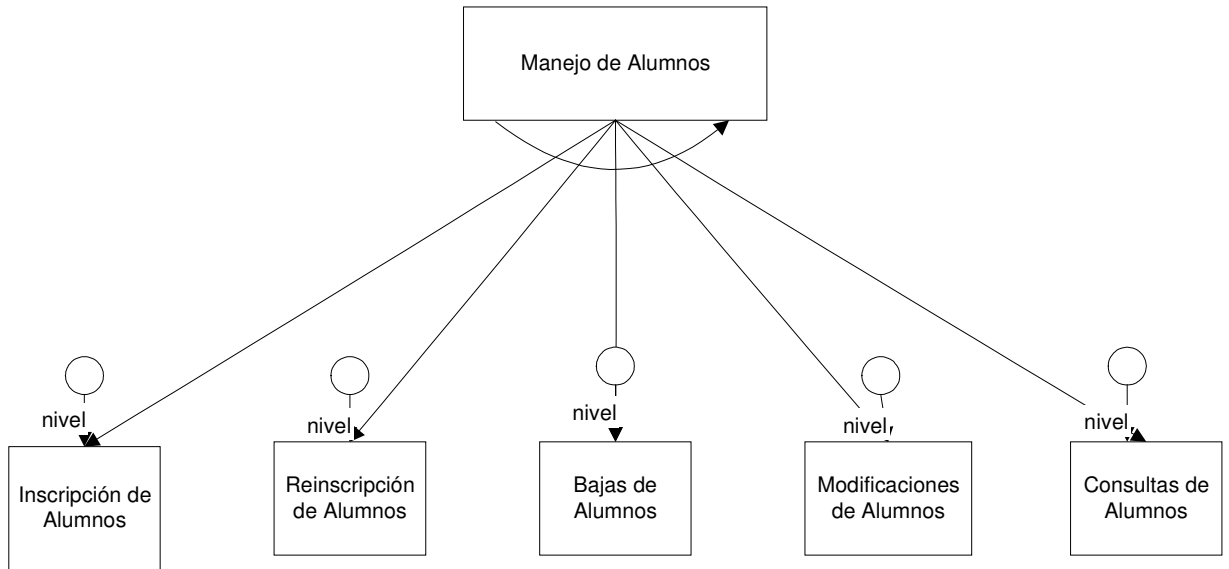 Manejo de Alumnos
nivel
nivel
nivel
nivel
nivel
Inscripción de
Alumnos
Reinscripción
de Alumnos
Bajas de
Alumnos
Modificaciones
de Alumnos
Consultas de
Alumnos